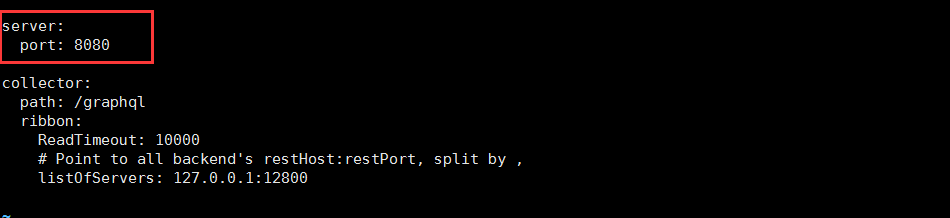 server:
  port: 8080
collector:
  path: /graphql
  ribbon:
    ReadTimeout: 10000
    # Point to all backend's restHost:restPort, split by ,
    listOfServers: 127.0.0.1:12800
~